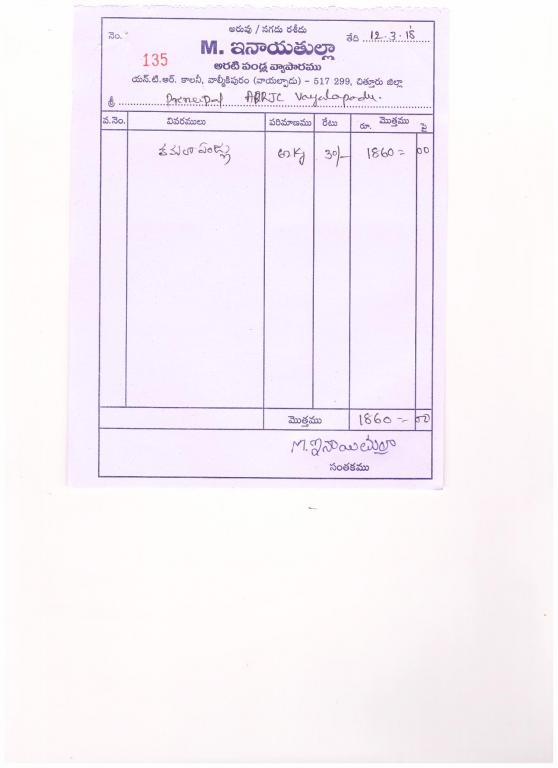 అరువు / నగదు రశీదు
నెం. 135
తేది 12.3.18
M. ఇనాయతుల్లా
అరటి పండ్ల వ్యాపారము
యన్.టి.ఆర్. కాలనీ, వాల్మీకిపురం (వాయల్పాడు) - 517 299, చిత్తూరు జిల్లా
శ్రీ Principal APRJC Vayalapadu.
వ.నెం. వివరములు పరిమాణము రేటు మొత్తము రూ. పై
కమలా పండ్లు Kg 30/- 1860 = 00
మొత్తము 1860 = 00
M. ఇనాయతుల్లా
సంతకము